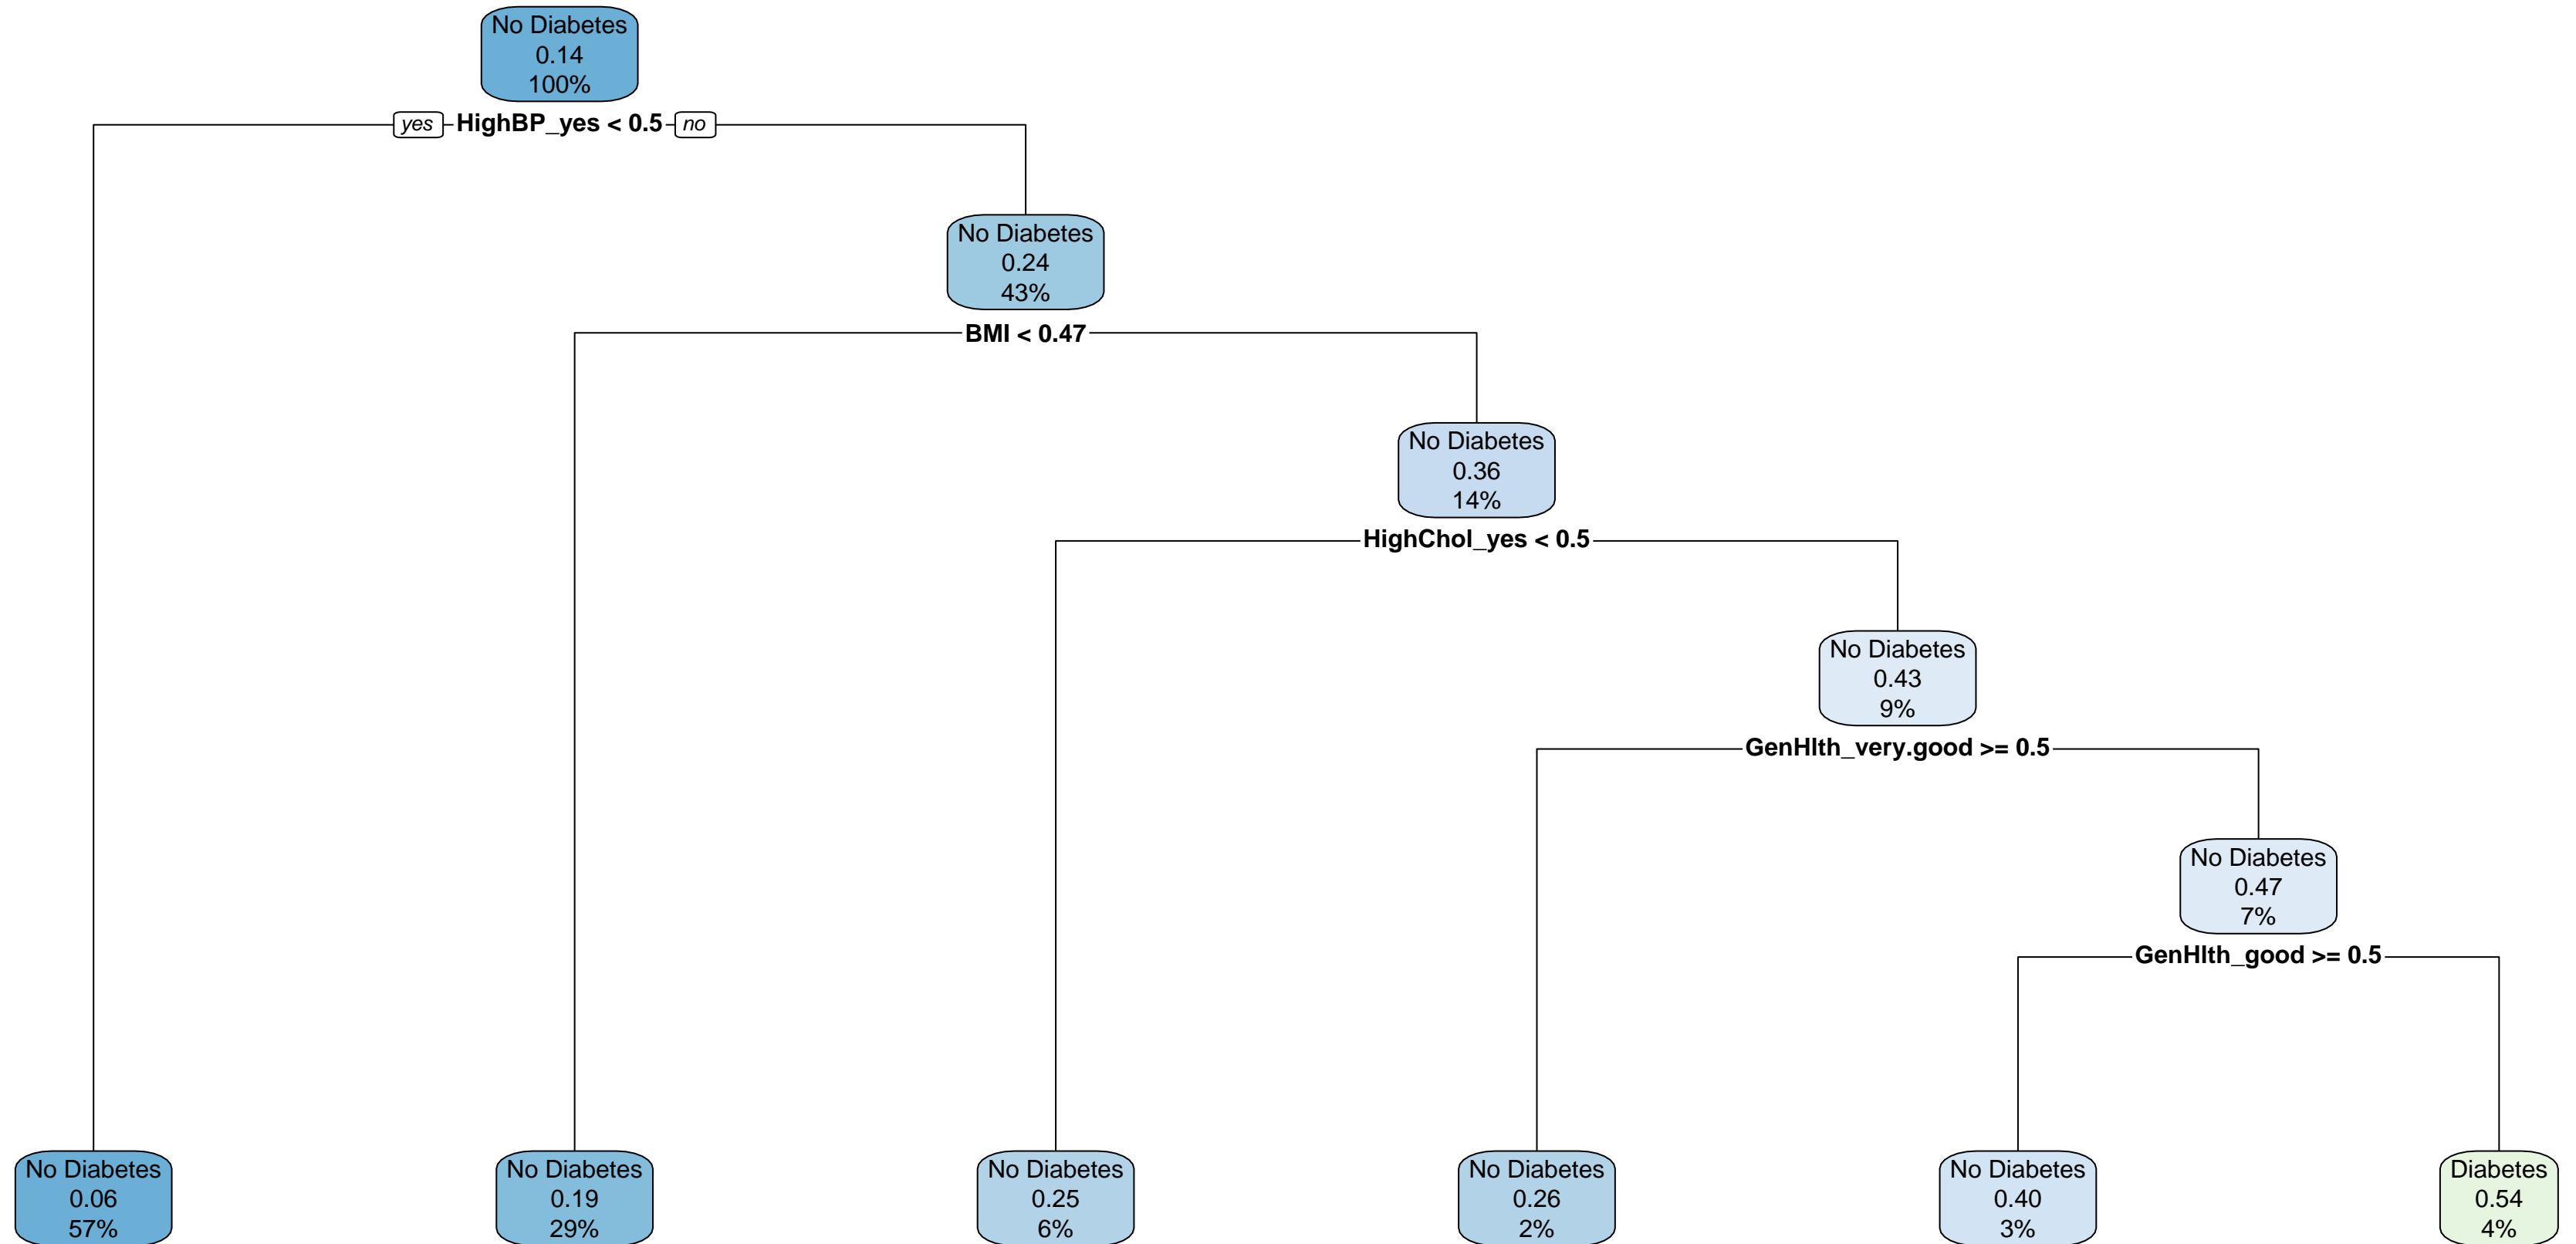 No Diabetes
0.14
100%
yes HighBP_yes < 0.5 no
No Diabetes
0.24
43%
BMI < 0.47
No Diabetes
0.36
14%
HighChol_yes < 0.5
No Diabetes
0.43
9%
GenHlth_very.good >= 0.5
No Diabetes
0.47
7%
GenHlth_good >= 0.5
No Diabetes
0.06
57%
No Diabetes
0.19
29%
No Diabetes
0.25
6%
No Diabetes
0.26
2%
No Diabetes
0.40
3%
Diabetes
0.54
4%